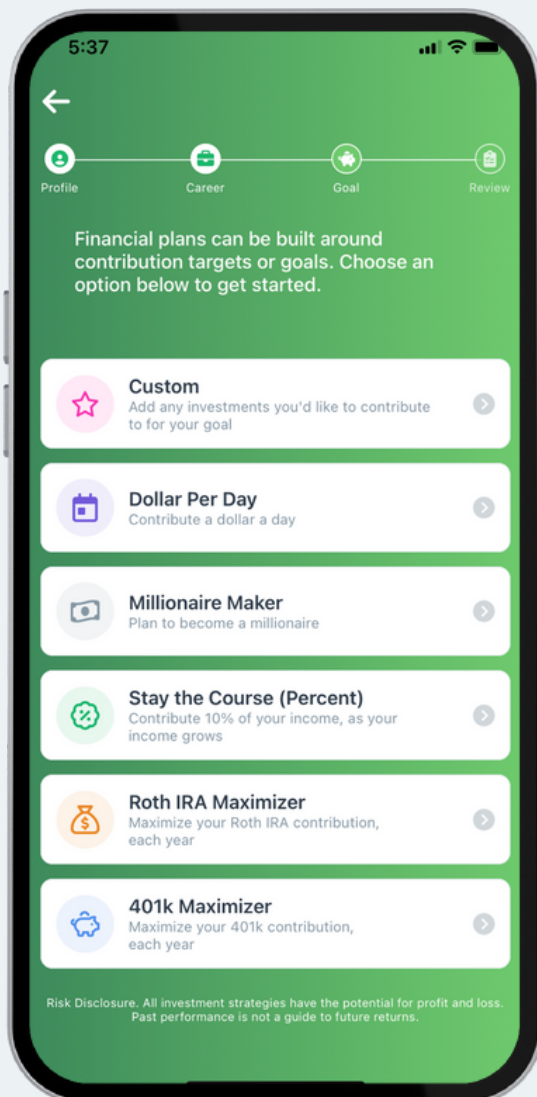 5:37
Profile
Career
Goal
Review
Financial plans can be built around
contribution targets or goals. Choose an
option below to get started.
Custom
Add any investments you'd like to contribute
to for your goal
Dollar Per Day
Contribute a dollar a day
Millionaire Maker
Plan to become a millionaire
Stay the Course (Percent)
Contribute 10% of your income, as your
income grows
Roth IRA Maximizer
Maximize your Roth IRA contribution,
each year
401k Maximizer
Maximize your 401k contribution,
each year
Risk Disclosure. All investment strategies have the potential for profit and loss.
Past performance is not a guide to future returns.